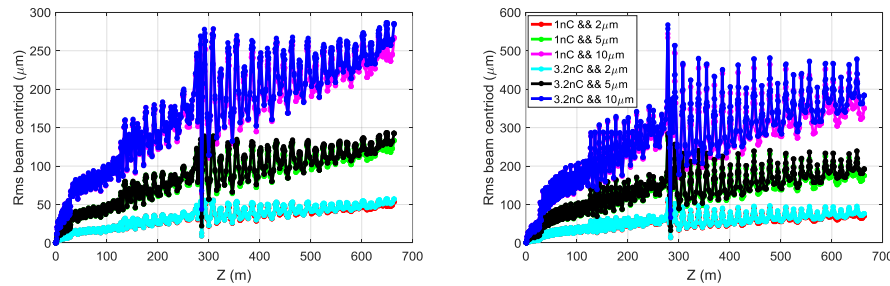 300
250
200
150
100
50
0
Rms beam centriod (μm)
0 100 200 300 400 500 600 700
Z (m)
600
500
400
300
200
100
0
Rms beam centriod (μm)
1nC && 2μm
1nC && 5μm
1nC && 10μm
3.2nC && 2μm
3.2nC && 5μm
3.2nC && 10μm
0 100 200 300 400 500 600 700
Z (m)